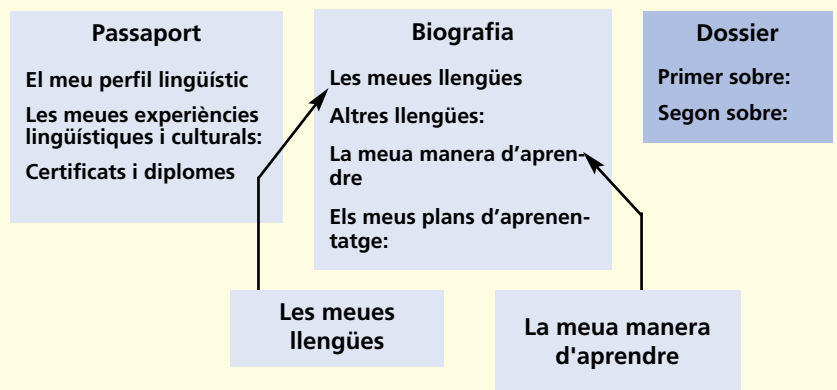 Passaport
El meu perfil lingüístic
Les meues experiències
lingüístiques i culturals:
Certificats i diplomes
Biografia
Les meues llengües
Altres llengües:
La meua manera d’apren-
dre
Els meus plans d’aprenen-
tatge:
Dossier
Primer sobre:
Segon sobre:
Les meues
llengües
La meua manera
d'aprendre